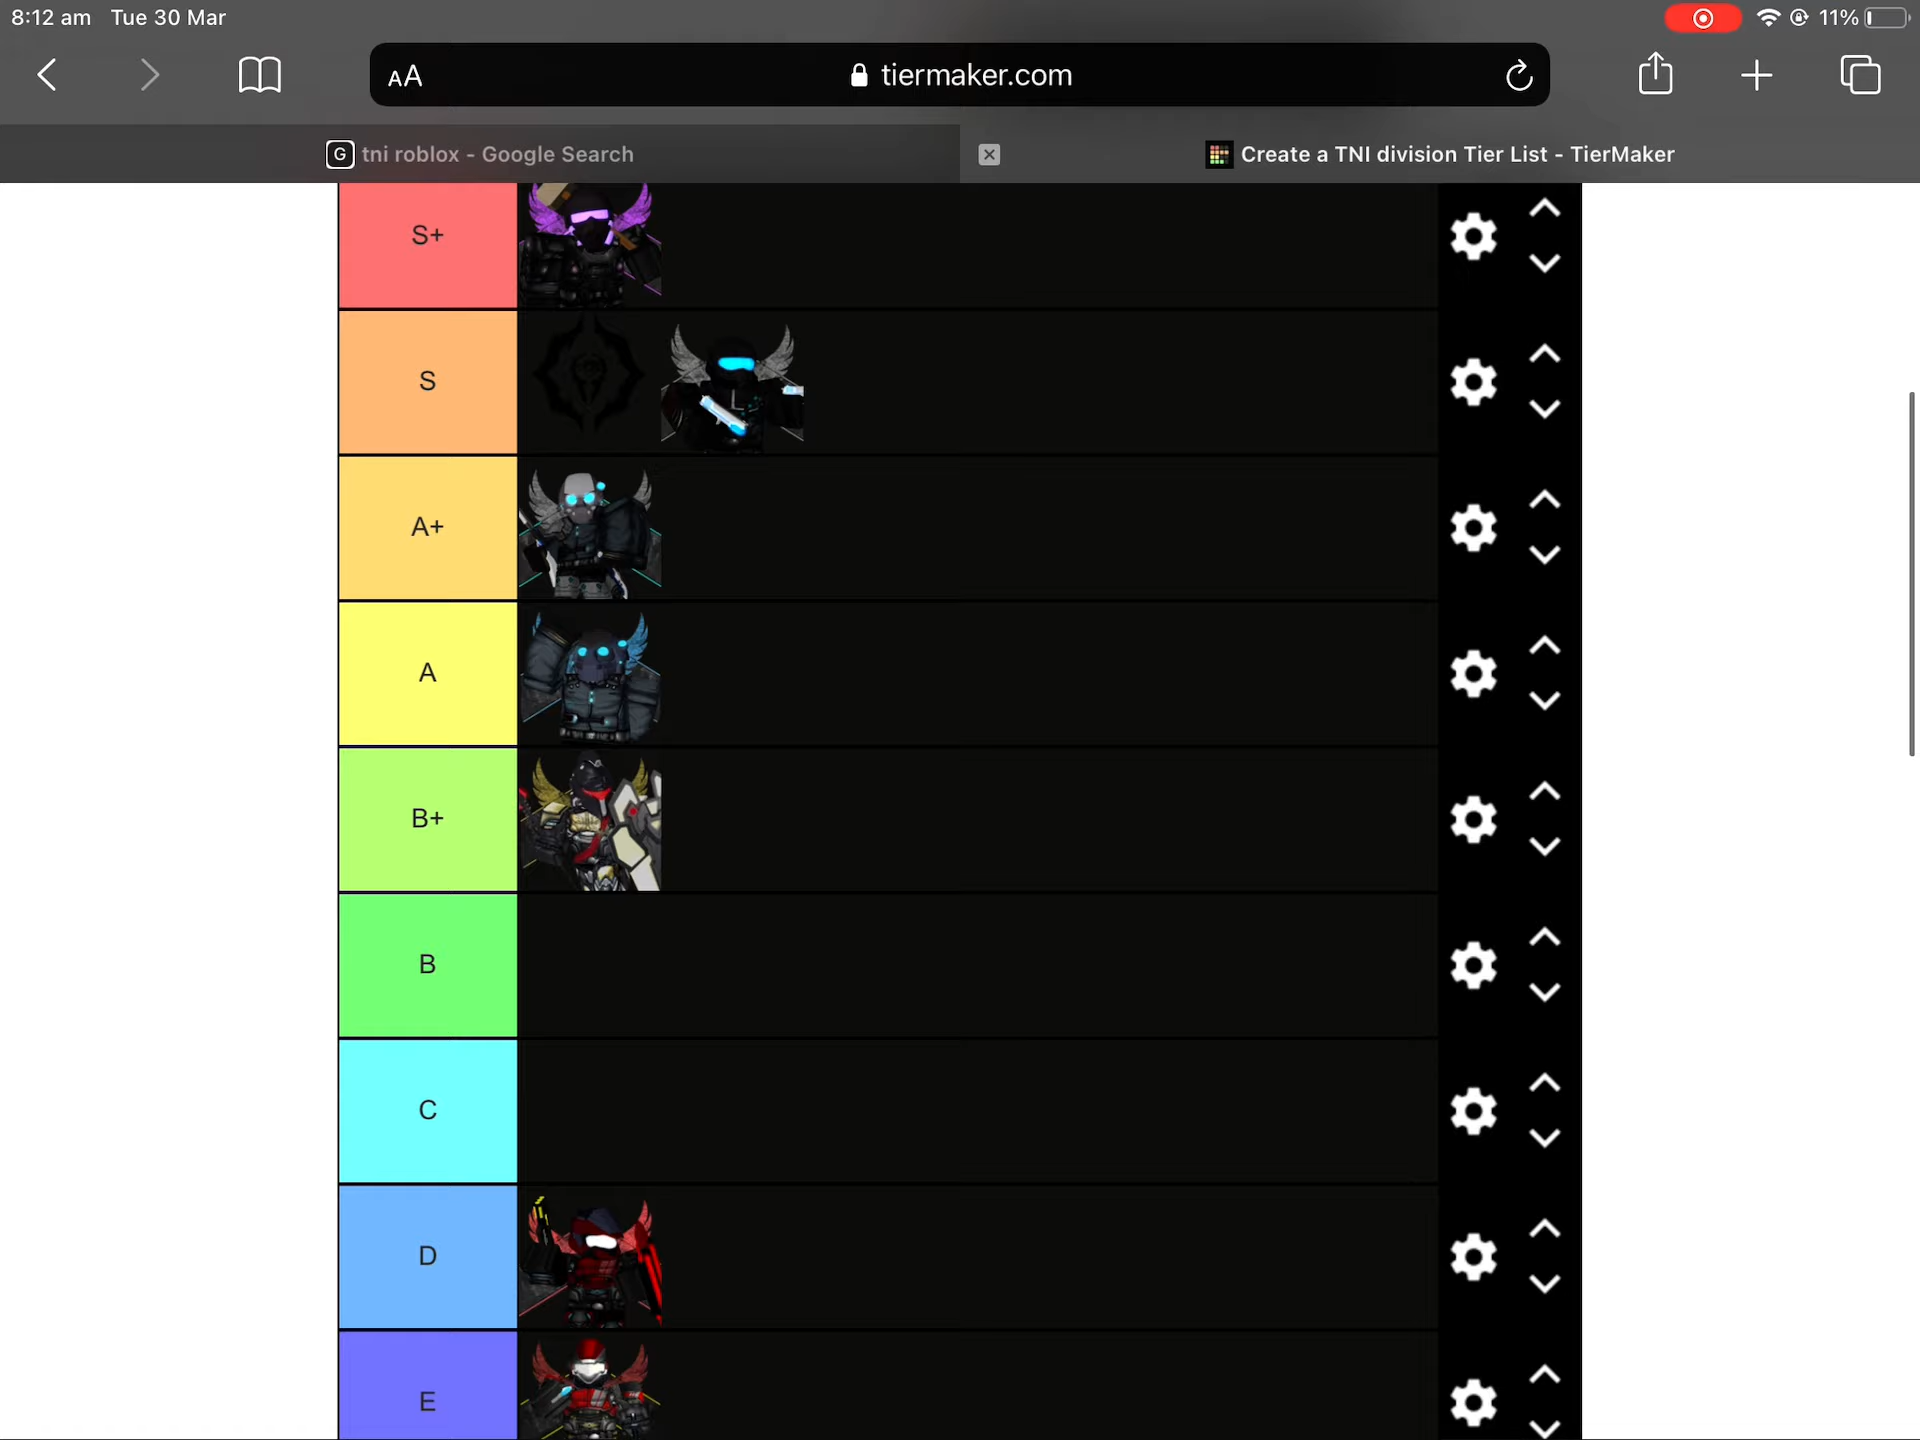 8:12 am Tue 30 Mar
11%
AA
tiermaker.com
G tni roblox - Google Search
Create a TNI division Tier List - TierMaker
S+
S
A+
A
B+
B
C
D
E